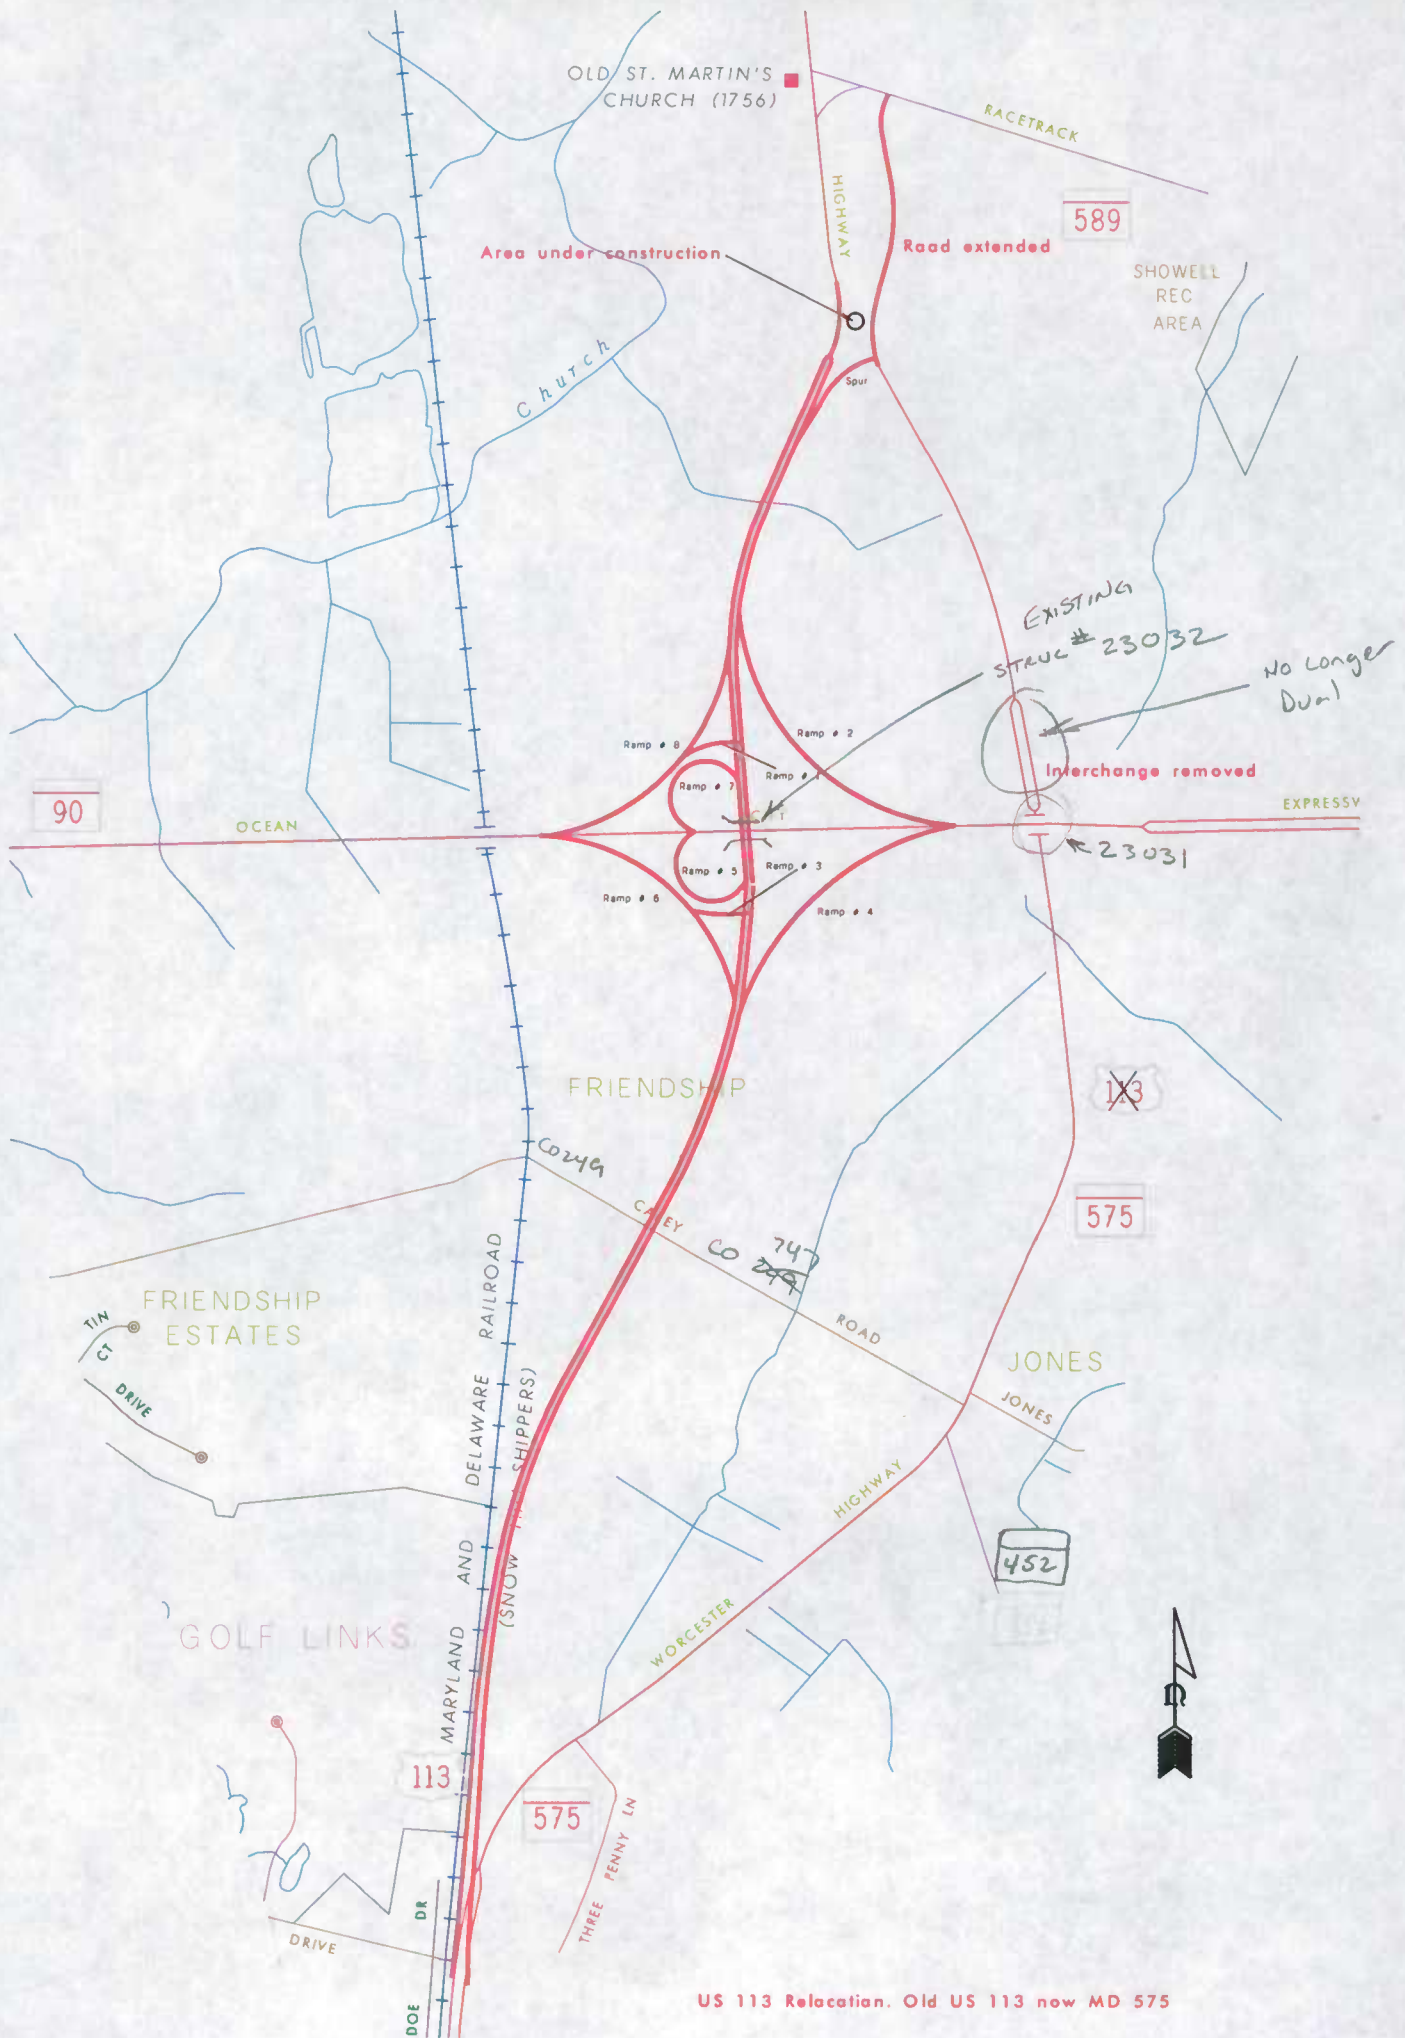 OLD ST. MARTIN'S
CHURCH (1756)
RACETRACK
HIGHWAY
589
Area under construction
Raad extended
SHOWELL
REC
AREA
Church
Spur
EXISTING
STRUC # 23032
No Longer
Dual
Ramp # 8
Ramp # 2
Ramp # 1
Ramp # 7
Interchange removed
90
OCEAN
EXPRESSV
23031
Ramp # 5
Ramp # 3
Ramp # 6
Ramp # 4
FRIENDSHIP
113
CO249
575
CAREY
CO 747
299
ROAD
FRIENDSHIP
ESTATES
TIN
CT
DRIVE
JONES
JONES
MARYLAND AND DELAWARE RAILROAD
(SNOW SHIPPERS)
HIGHWAY
452
WORCESTER
GOLF LINKS
113
575
THREE PENNY LN
n
DR
DRIVE
DOE
US 113 Relacatian. Old US 113 now MD 575